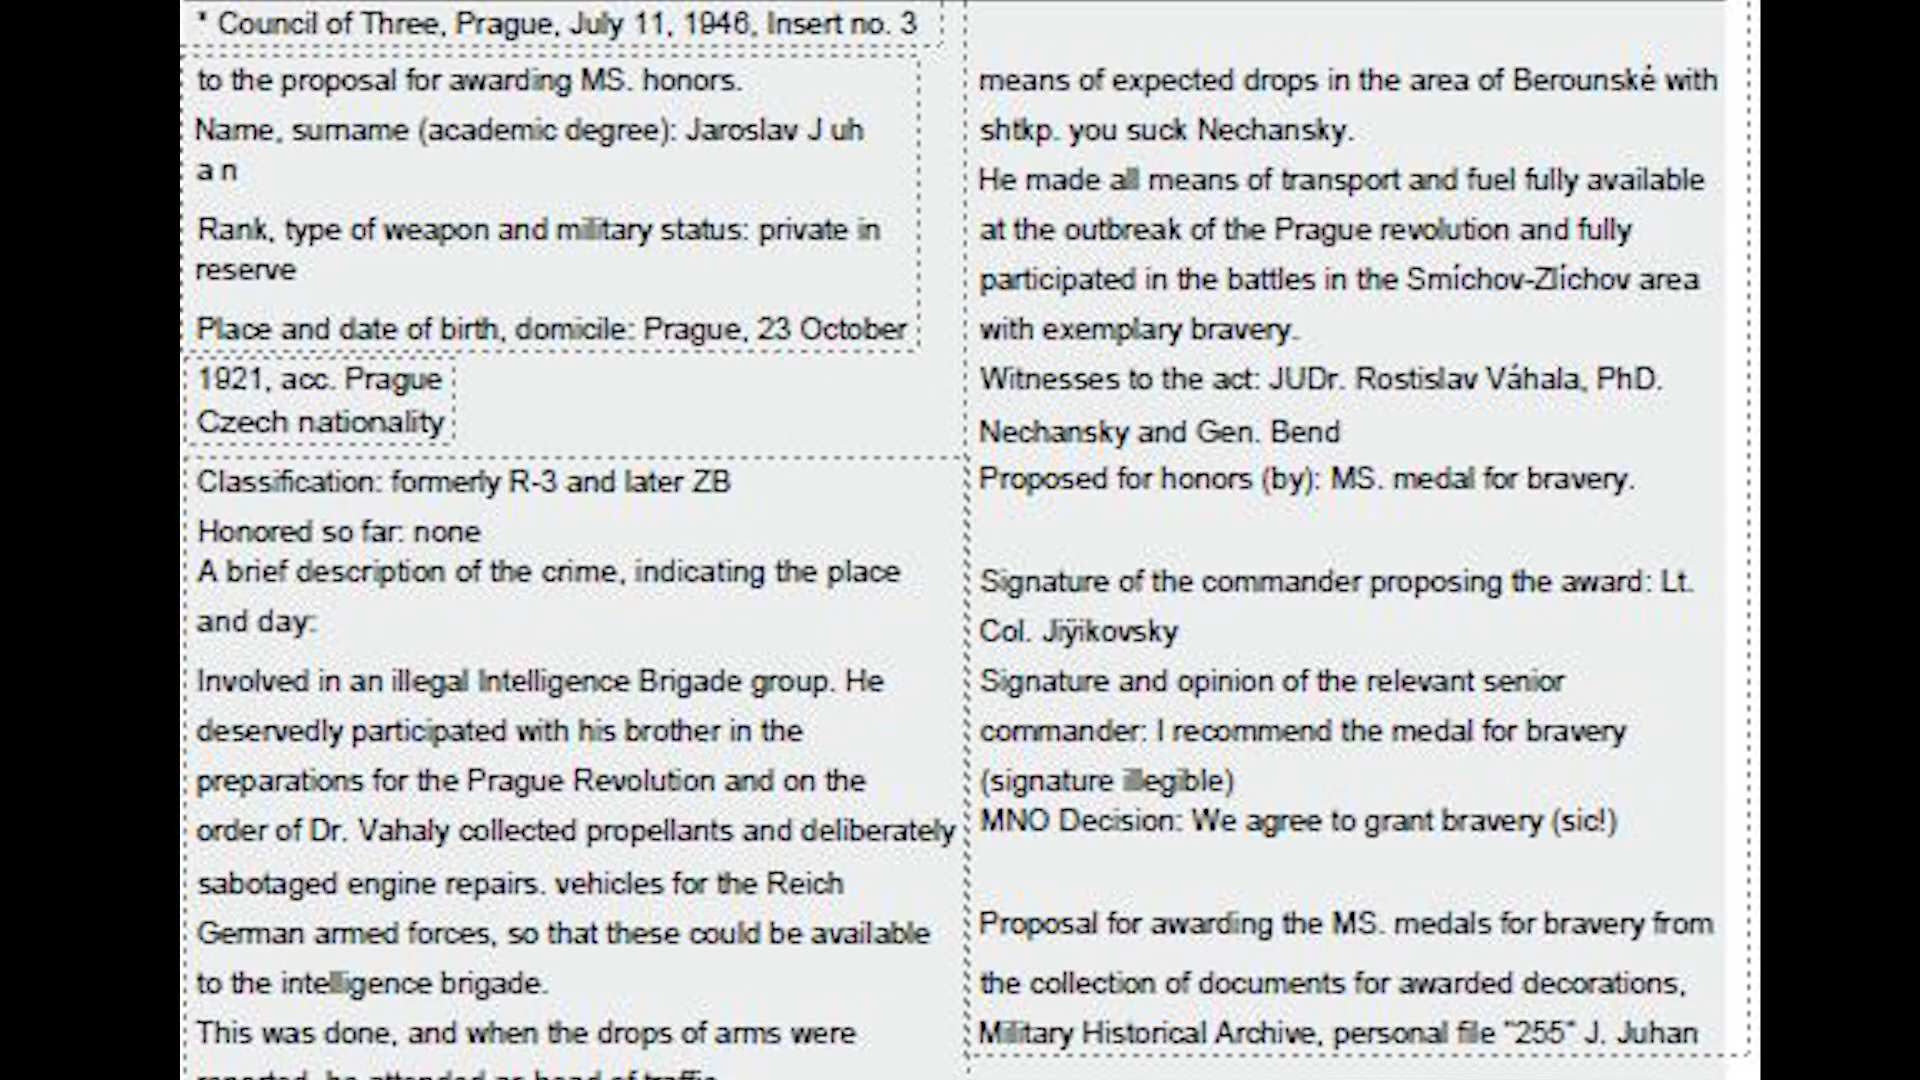 * Council of Three, Prague, July 11, 1946, Insert no. 3
to the proposal for awarding MS. honors.
Name, surname (academic degree): Jaroslav J uh
a n
Rank, type of weapon and military status: private in
reserve
Place and date of birth, domicile: Prague, 23 October
1921, acc. Prague
Czech nationality
Classification: formerly R-3 and later ZB
Honored so far: none
A brief description of the crime, indicating the place
and day:
Involved in an illegal Intelligence Brigade group. He
deservedly participated with his brother in the
preparations for the Prague Revolution and on the
order of Dr. Vahaly collected propellants and deliberately
sabotaged engine repairs. vehicles for the Reich
German armed forces, so that these could be available
to the intelligence brigade.
This was done, and when the drops of arms were
reported, he attended as head of traffic
means of expected drops in the area of Berounské with
shtkp. you suck Nechansky.
He made all means of transport and fuel fully available
at the outbreak of the Prague revolution and fully
participated in the battles in the Smíchov-Zlíchov area
with exemplary bravery.
Witnesses to the act: JUDr. Rostislav Váhala, PhD.
Nechansky and Gen. Bend
Proposed for honors (by): MS. medal for bravery.
Signature of the commander proposing the award: Lt.
Col. Jiÿikovsky
Signature and opinion of the relevant senior
commander: I recommend the medal for bravery
(signature illegible)
MNO Decision: We agree to grant bravery (sic!)
Proposal for awarding the MS. medals for bravery from
the collection of documents for awarded decorations,
Military Historical Archive, personal file "255" J. Juhan